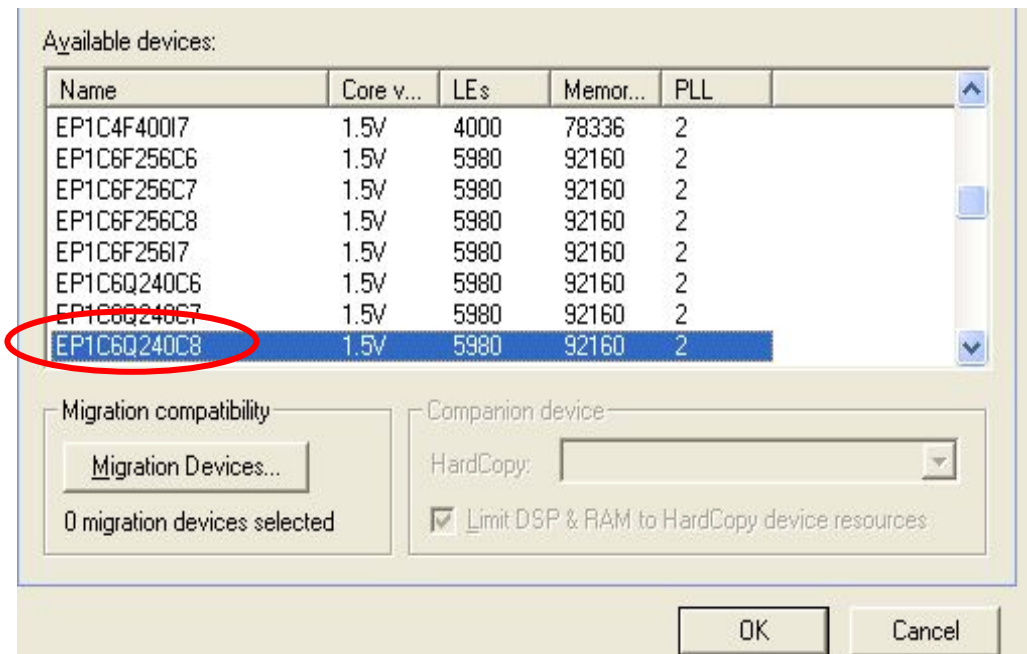 Available devices:
Name Core v... LEs Memor... PLL
EP1C4F400I7 1.5V 4000 78336 2
EP1C6F256C6 1.5V 5980 92160 2
EP1C6F256C7 1.5V 5980 92160 2
EP1C6F256C8 1.5V 5980 92160 2
EP1C6F256I7 1.5V 5980 92160 2
EP1C6Q240C6 1.5V 5980 92160 2
EP1C6Q240C7 1.5V 5980 92160 2
EP1C6Q240C8 1.5V 5980 92160 2
Migration compatibility
Migration Devices...
0 migration devices selected
Companion device
HardCopy:
Limit DSP & RAM to HardCopy device resources
OK Cancel